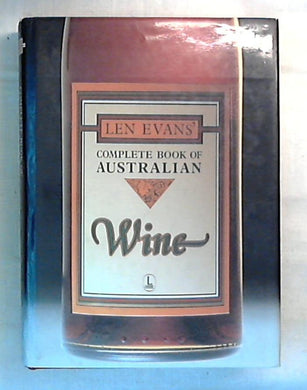 LEN EVANS'
COMPLETE BOOK OF
AUSTRALIAN
Wine
L